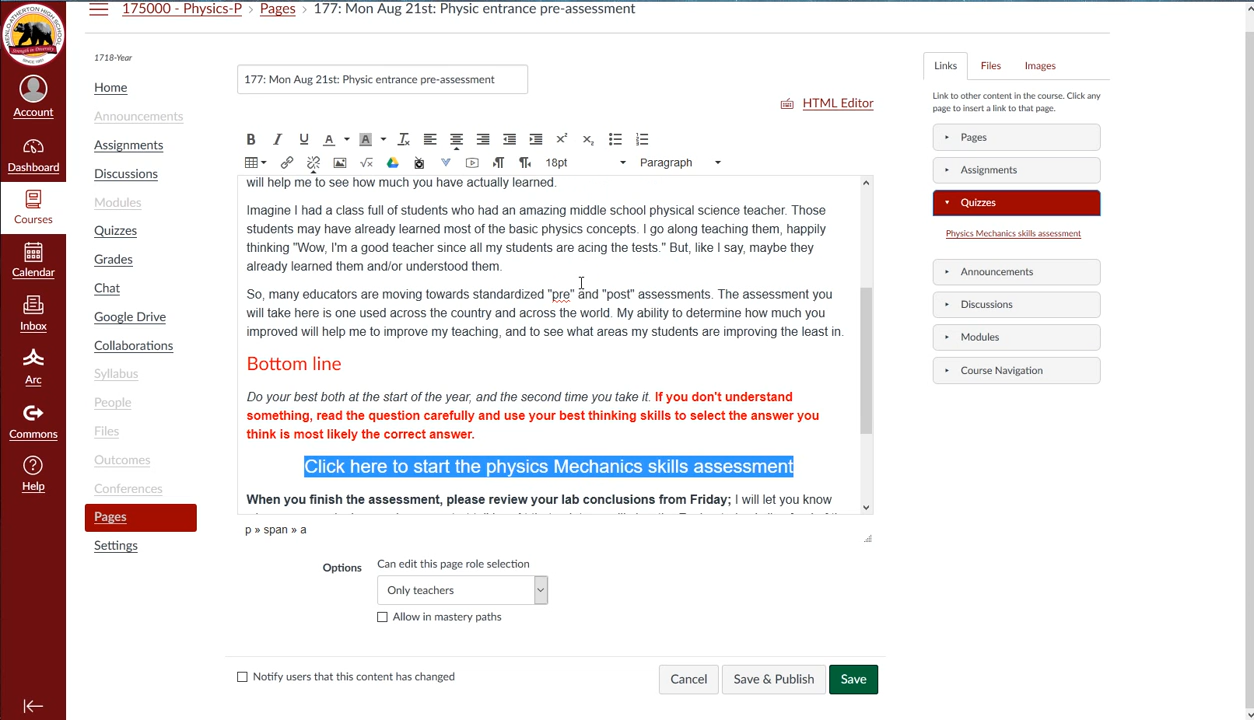 175000 - Physics-P > Pages > 177: Mon Aug 21st: Physic entrance pre-assessment
MENLO-ATHERTON HIGH SCHOOL
Account
Dashboard
Courses
Calendar
Inbox
Arc
Commons
Help
1718-Year
Home
Announcements
Assignments
Discussions
Modules
Quizzes
Grades
Chat
Google Drive
Collaborations
Syllabus
People
Files
Outcomes
Conferences
Pages
Settings
177: Mon Aug 21st: Physic entrance pre-assessment
HTML Editor
B I U A A
18pt Paragraph
will help me to see how much you have actually learned.
Imagine I had a class full of students who had an amazing middle school physical science teacher. Those
students may have already learned most of the basic physics concepts. I go along teaching them, happily
thinking "Wow, I'm a good teacher since all my students are acing the tests." But, like I say, maybe they
already learned them and/or understood them.
So, many educators are moving towards standardized "pre" and "post" assessments. The assessment you
will take here is one used across the country and across the world. My ability to determine how much you
improved will help me to improve my teaching, and to see what areas my students are improving the least in.
Bottom line
Do your best both at the start of the year, and the second time you take it. If you don't understand
something, read the question carefully and use your best thinking skills to select the answer you
think is most likely the correct answer.
Click here to start the physics Mechanics skills assessment
When you finish the assessment, please review your lab conclusions from Friday; I will let you know
p » span » a
Options
Can edit this page role selection
Only teachers
Allow in mastery paths
Notify users that this content has changed
Cancel
Save & Publish
Save
Links
Files
Images
Link to other content in the course. Click any
page to insert a link to that page.
Pages
Assignments
Quizzes
Physics Mechanics skills assessment
Announcements
Discussions
Modules
Course Navigation